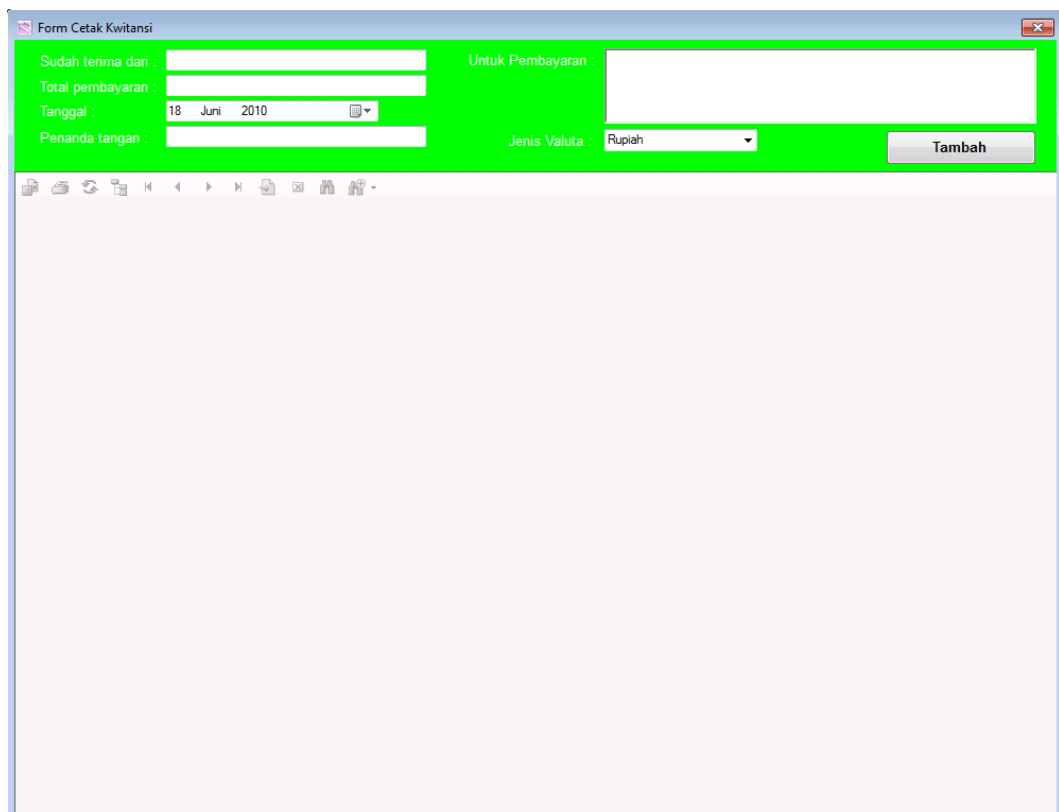 Form Cetak Kwitansi
Sudah terima dari :
Total pembayaran :
Tanggal : 18 Juni 2010
Penanda tangan :
Untuk Pembayaran :
Jenis Valuta : Rupiah
Tambah